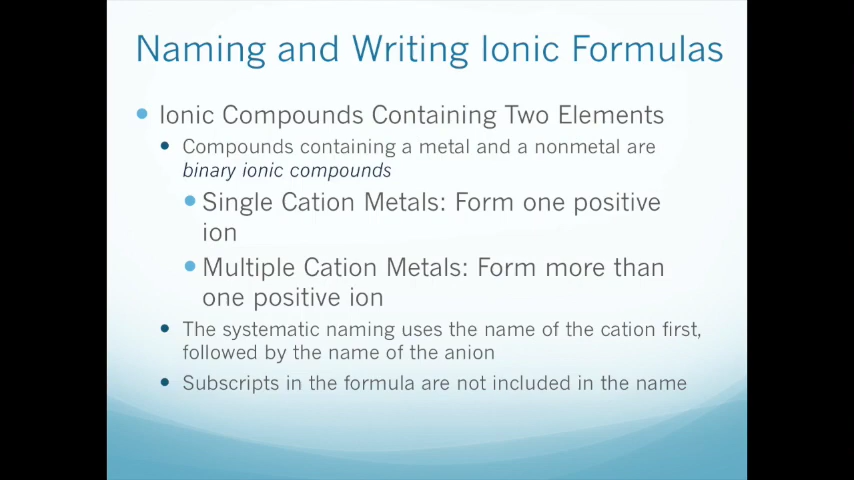 Naming and Writing Ionic Formulas
Ionic Compounds Containing Two Elements
Compounds containing a metal and a nonmetal are
binary ionic compounds
Single Cation Metals: Form one positive
ion
Multiple Cation Metals: Form more than
one positive ion
The systematic naming uses the name of the cation first,
followed by the name of the anion
Subscripts in the formula are not included in the name